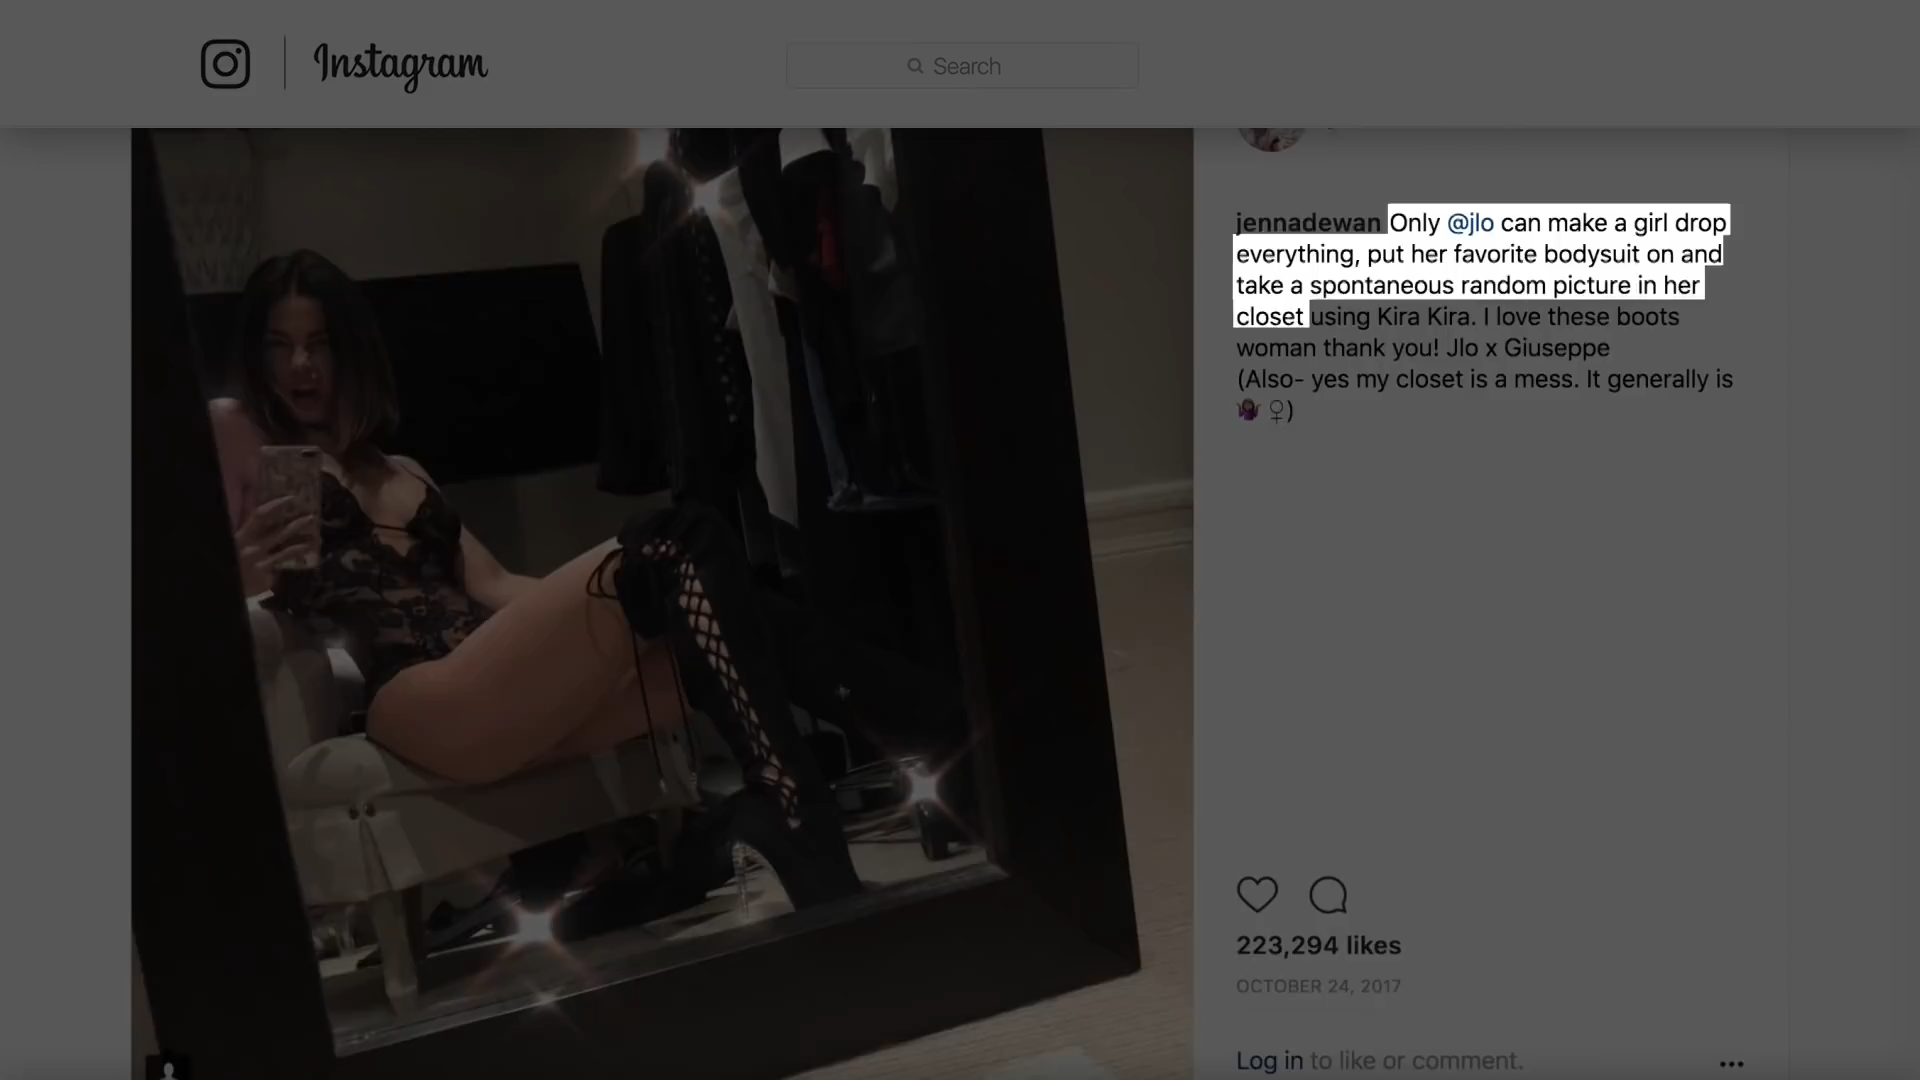 Instagram
Search
jennadewan Only @jlo can make a girl drop
everything, put her favorite bodysuit on and
take a spontaneous random picture in her
closet using Kira Kira. I love these boots
woman thank you! Jlo x Giuseppe
(Also- yes my closet is a mess. It generally is
🤷🏾‍♀)
223,294 likes
OCTOBER 24, 2017
Log in to like or comment.